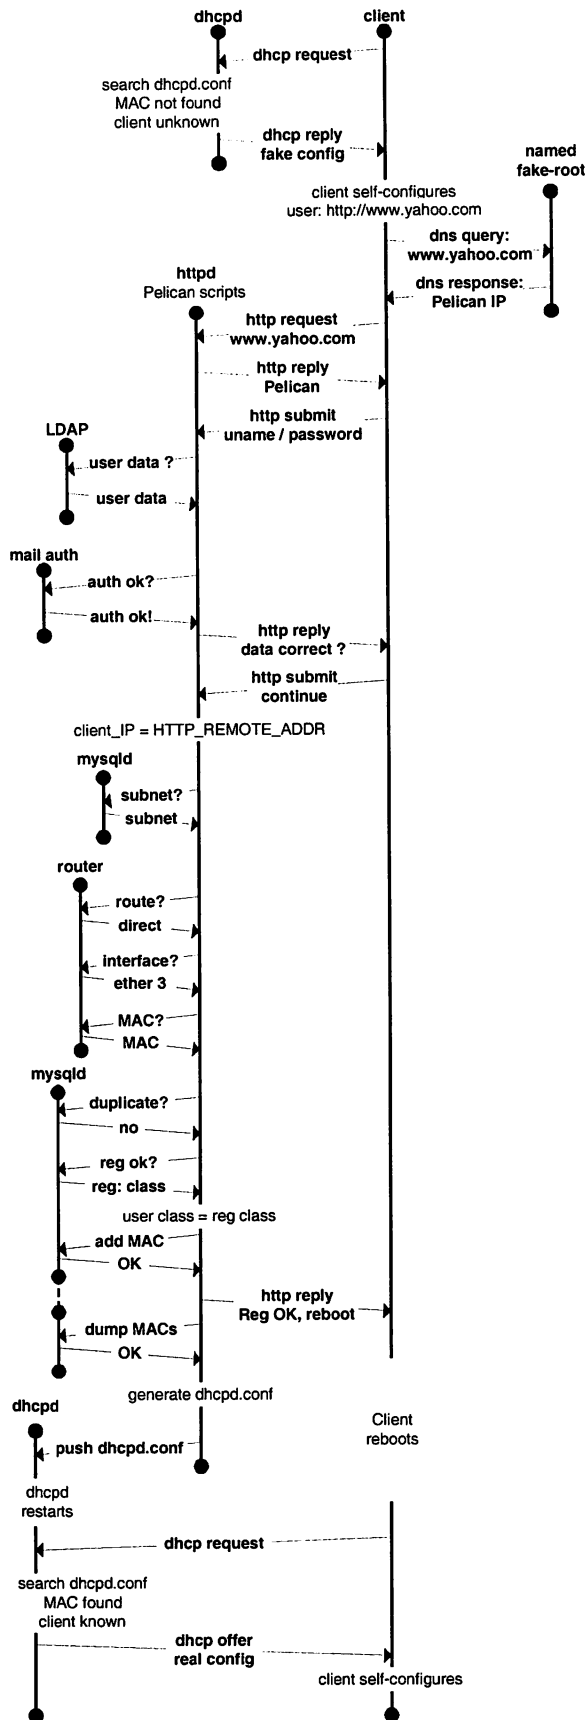 dhcpd
client
dhcp request
search dhcpd.conf
MAC not found
client unknown
dhcp reply
fake config
named
fake-root
client self-configures
user: http://www.yahoo.com
dns query:
www.yahoo.com
httpd
Pelican scripts
dns response:
Pelican IP
http request
www.yahoo.com
http reply
Pelican
http submit
uname / password
LDAP
user data ?
user data
mail auth
auth ok?
auth ok!
http reply
data correct ?
http submit
continue
client_IP = HTTP_REMOTE_ADDR
mysqld
subnet?
subnet
router
route?
direct
interface?
ether 3
MAC?
MAC
mysqld
duplicate?
no
reg ok?
reg: class
user class = reg class
add MAC
OK
http reply
Reg OK, reboot
dump MACs
OK
generate dhcpd.conf
dhcpd
Client
reboots
push dhcpd.conf
dhcpd
restarts
dhcp request
search dhcpd.conf
MAC found
client known
dhcp offer
real config
client self-configures